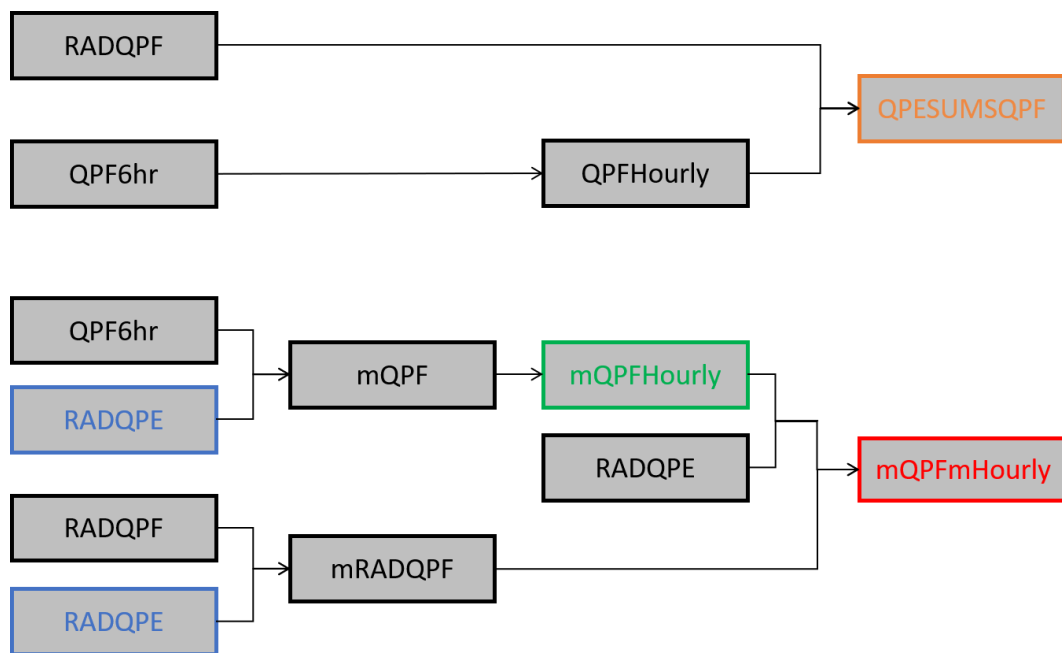 RADQPF
QPESUMSQPF
QPF6hr
QPFHourly
QPF6hr
mQPF
mQPFHourly
RADQPE
RADQPE
mQPFmHourly
RADQPF
mRADQPF
RADQPE